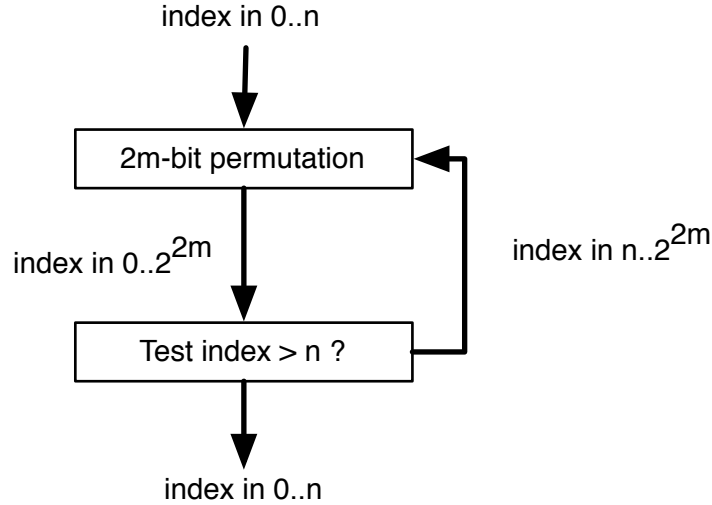 index in 0..n
2m-bit permutation
index in 0..2^2m
index in n..2^2m
Test index > n ?
index in 0..n